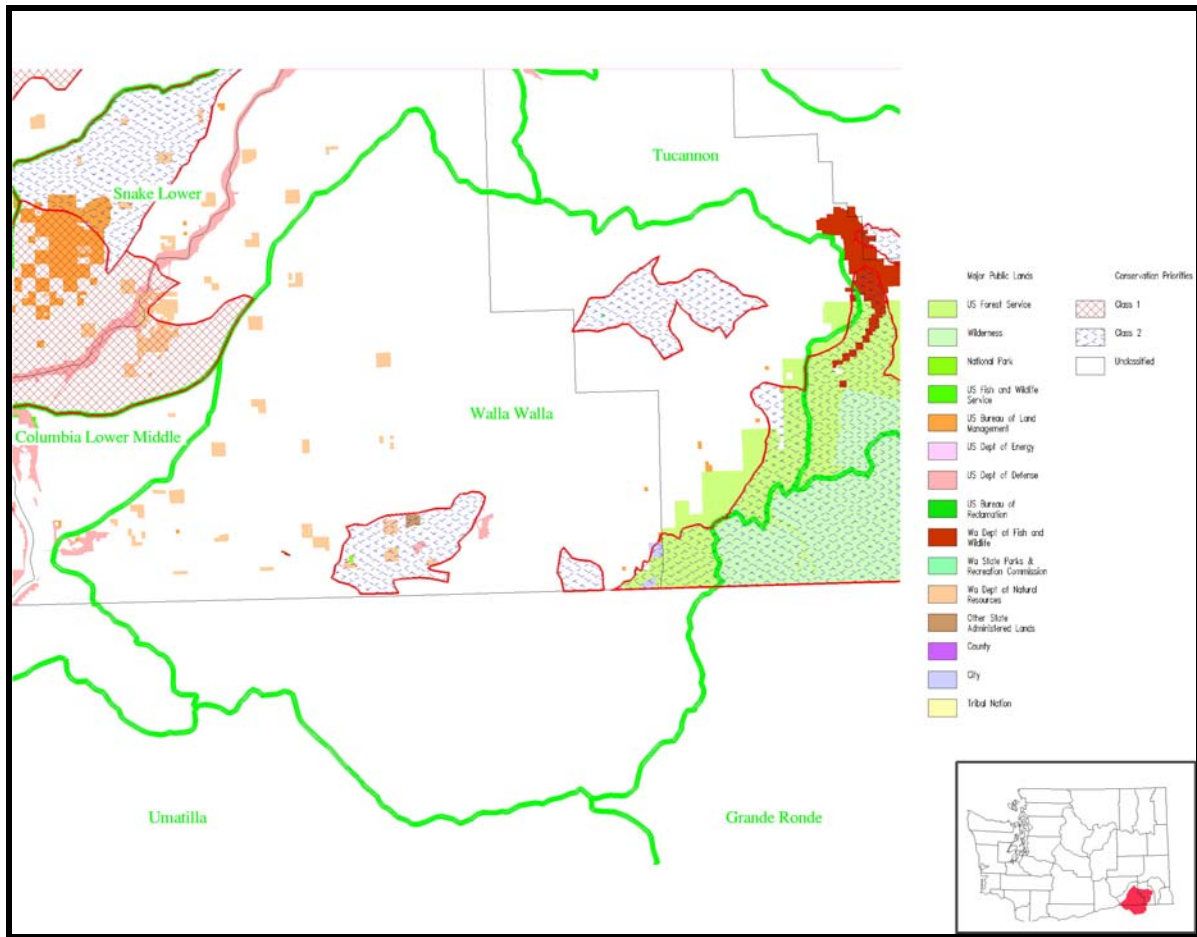 Tucannon
Snake Lower
Walla Walla
Columbia Lower Middle
Umatilla
Grande Ronde
Major Public Lands
US Forest Service
Wilderness
National Park
US Fish and Wildlife
Service
US Bureau of Land
Management
US Dept of Energy
US Dept of Defense
US Bureau of
Reclamation
Wa Dept of Fish and
Wildlife
Wa State Parks &
Recreation Commission
Wa Dept of Natural
Resources
Other State
Administered Lands
County
City
Tribal Nation
Conservation Priorities
Class 1
Class 2
Unclassified